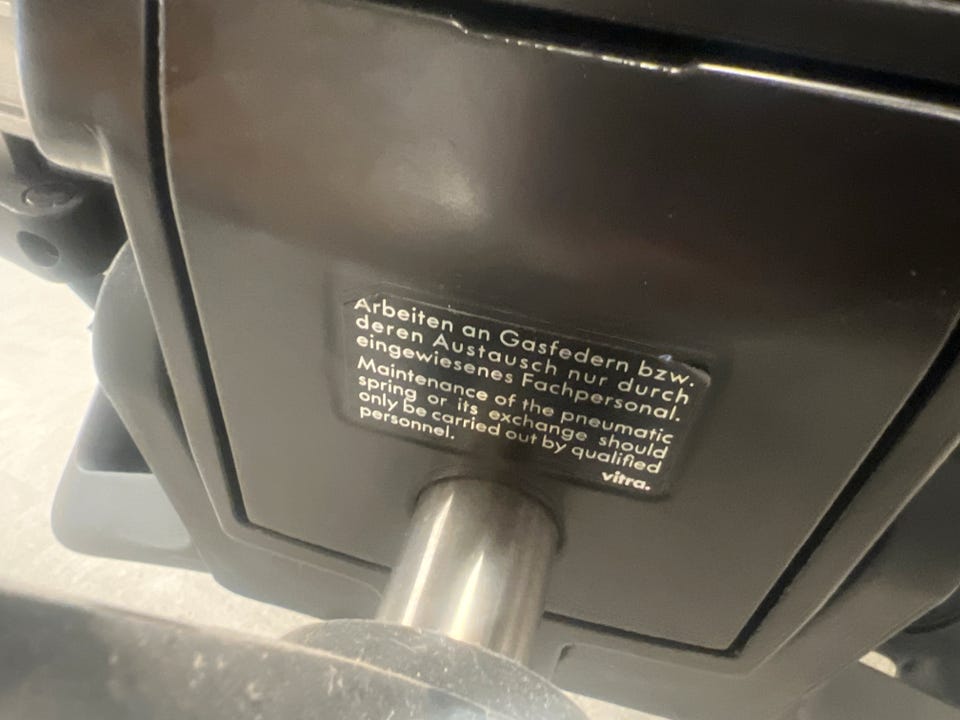 Arbeiten an Gasfedern bzw.
deren Austausch nur durch
eingewiesenes Fachpersonal.
Maintenance of the pneumatic
spring or its exchange should
only be carried out by qualified
personnel.
vitra.